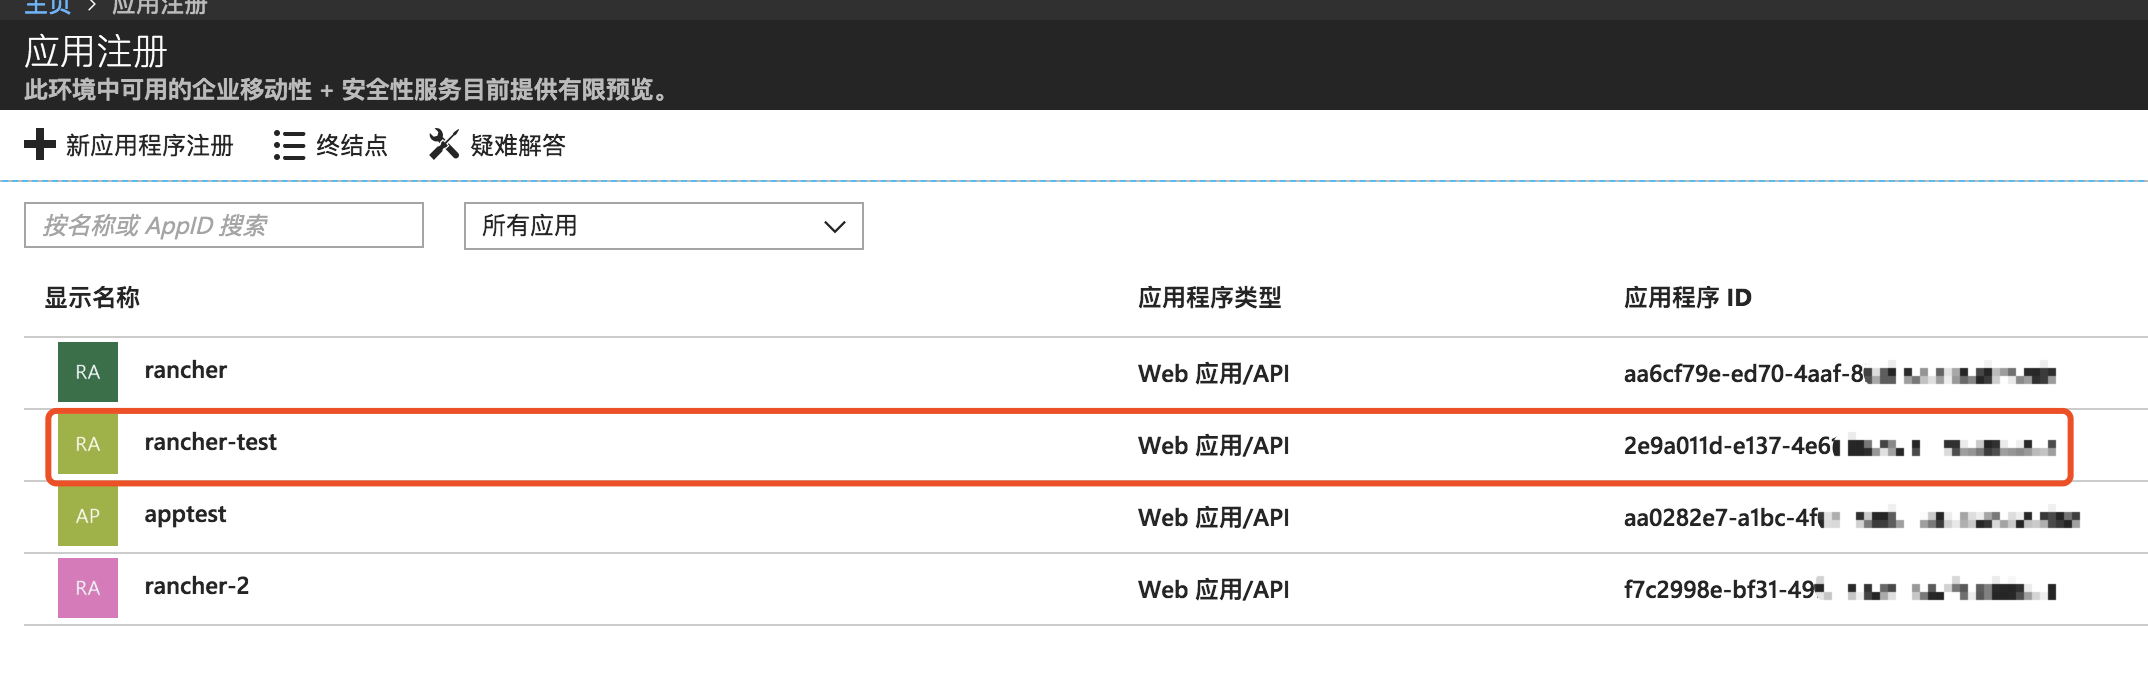 主页 > 应用注册
应用注册
此环境中可用的企业移动性 + 安全性服务目前提供有限预览。
新应用程序注册 终结点 疑难解答
按名称或 AppID 搜索 所有应用
显示名称 应用程序类型 应用程序 ID
RA rancher Web 应用/API aa6cf79e-ed70-4aaf-8
RA rancher-test Web 应用/API 2e9a011d-e137-4e6
AP apptest Web 应用/API aa0282e7-a1bc-4f
RA rancher-2 Web 应用/API f7c2998e-bf31-49